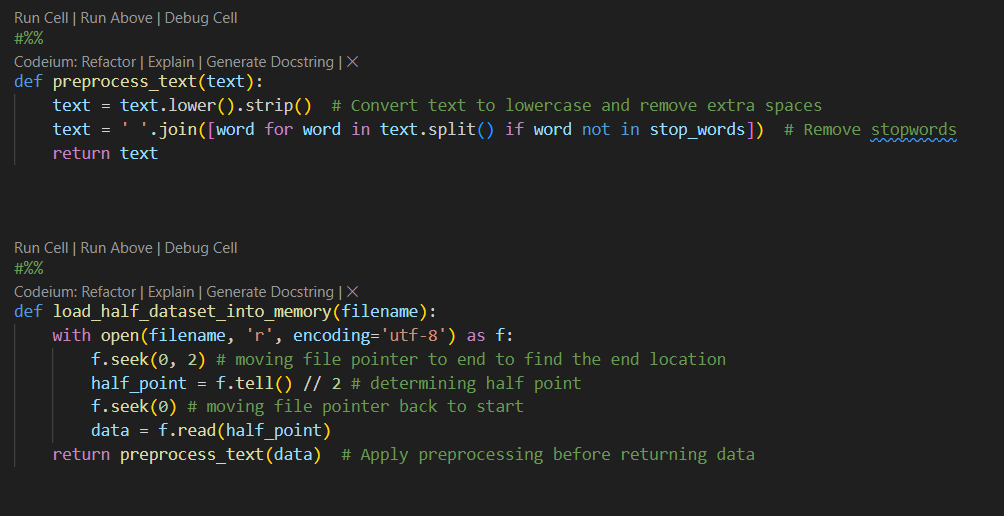 Run Cell | Run Above | Debug Cell
#%%
Codeium: Refactor | Explain | Generate Docstring | ✕
def preprocess_text(text):
    text = text.lower().strip()  # Convert text to lowercase and remove extra spaces
    text = ' '.join([word for word in text.split() if word not in stop_words])  # Remove stopwords
    return text
Run Cell | Run Above | Debug Cell
#%%
Codeium: Refactor | Explain | Generate Docstring | ✕
def load_half_dataset_into_memory(filename):
    with open(filename, 'r', encoding='utf-8') as f:
        f.seek(0, 2) # moving file pointer to end to find the end location
        half_point = f.tell() // 2 # determining half point
        f.seek(0) # moving file pointer back to start
        data = f.read(half_point)
    return preprocess_text(data)  # Apply preprocessing before returning data